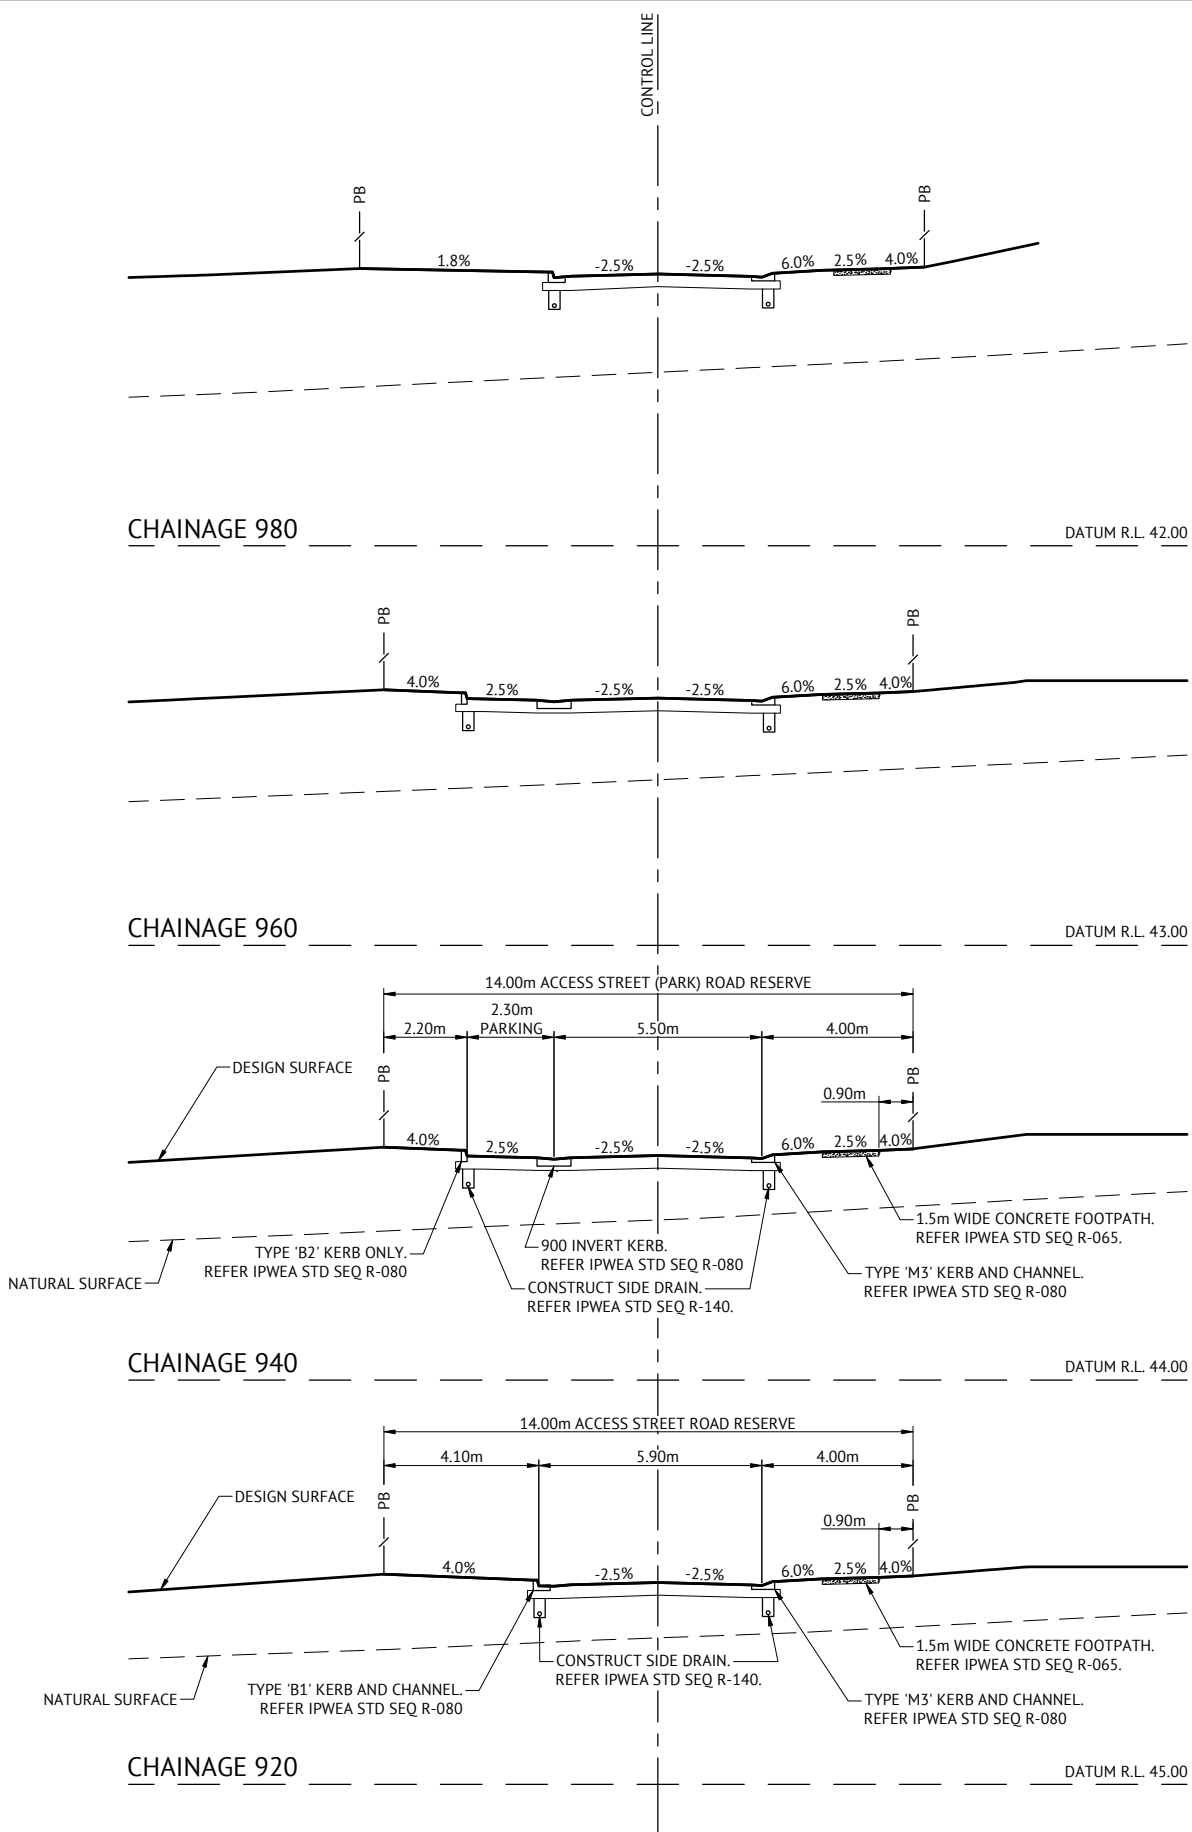 CONTROL LINE
PB
PB
1.8%
-2.5%
-2.5%
6.0%
2.5%
4.0%
CHAINAGE 980
DATUM R.L. 42.00
PB
PB
4.0%
2.5%
-2.5%
-2.5%
6.0%
2.5%
4.0%
CHAINAGE 960
DATUM R.L. 43.00
14.00m ACCESS STREET (PARK) ROAD RESERVE
2.20m
2.30m
PARKING
5.50m
4.00m
DESIGN SURFACE
PB
PB
0.90m
4.0%
2.5%
-2.5%
-2.5%
6.0%
2.5%
4.0%
NATURAL SURFACE
TYPE 'B2' KERB ONLY.
REFER IPWEA STD SEQ R-080
900 INVERT KERB.
REFER IPWEA STD SEQ R-080
CONSTRUCT SIDE DRAIN.
REFER IPWEA STD SEQ R-140.
1.5m WIDE CONCRETE FOOTPATH.
REFER IPWEA STD SEQ R-065.
TYPE 'M3' KERB AND CHANNEL.
REFER IPWEA STD SEQ R-080
CHAINAGE 940
DATUM R.L. 44.00
14.00m ACCESS STREET ROAD RESERVE
4.10m
5.90m
4.00m
DESIGN SURFACE
PB
PB
0.90m
4.0%
-2.5%
-2.5%
6.0%
2.5%
4.0%
NATURAL SURFACE
TYPE 'B1' KERB AND CHANNEL.
REFER IPWEA STD SEQ R-080
CONSTRUCT SIDE DRAIN.
REFER IPWEA STD SEQ R-140.
1.5m WIDE CONCRETE FOOTPATH.
REFER IPWEA STD SEQ R-065.
TYPE 'M3' KERB AND CHANNEL.
REFER IPWEA STD SEQ R-080
CHAINAGE 920
DATUM R.L. 45.00